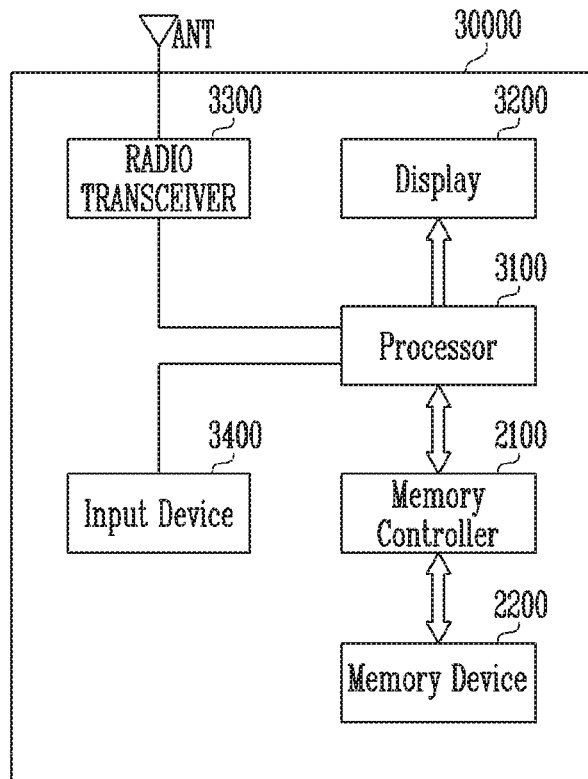 ANT
30000
3300
3200
RADIO
TRANSCEIVER
Display
3100
Processor
3400
2100
Input Device
Memory
Controller
2200
Memory Device